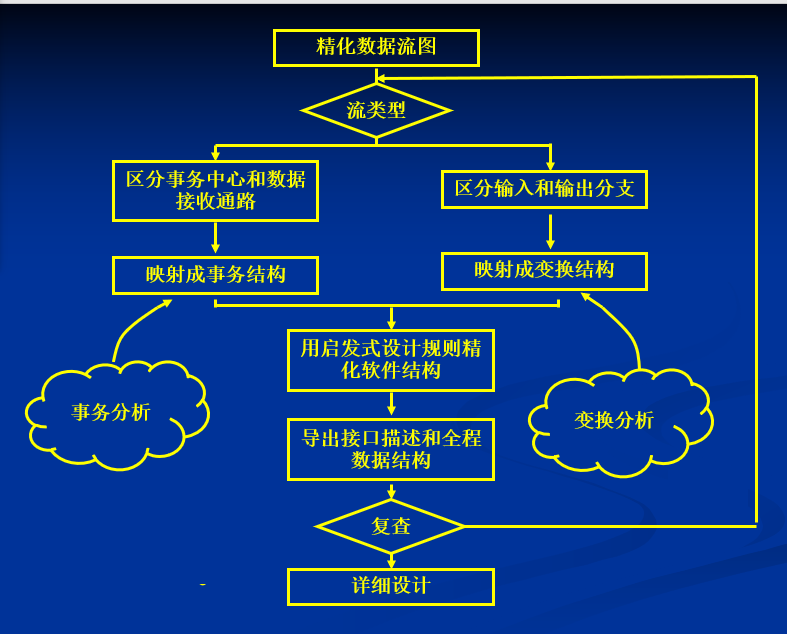 精化数据流图
流类型
区分事务中心和数据
接收通路
区分输入和输出分支
映射成事务结构
映射成变换结构
用启发式设计规则精
化软件结构
事务分析
变换分析
导出接口描述和全程
数据结构
复查
详细设计
-